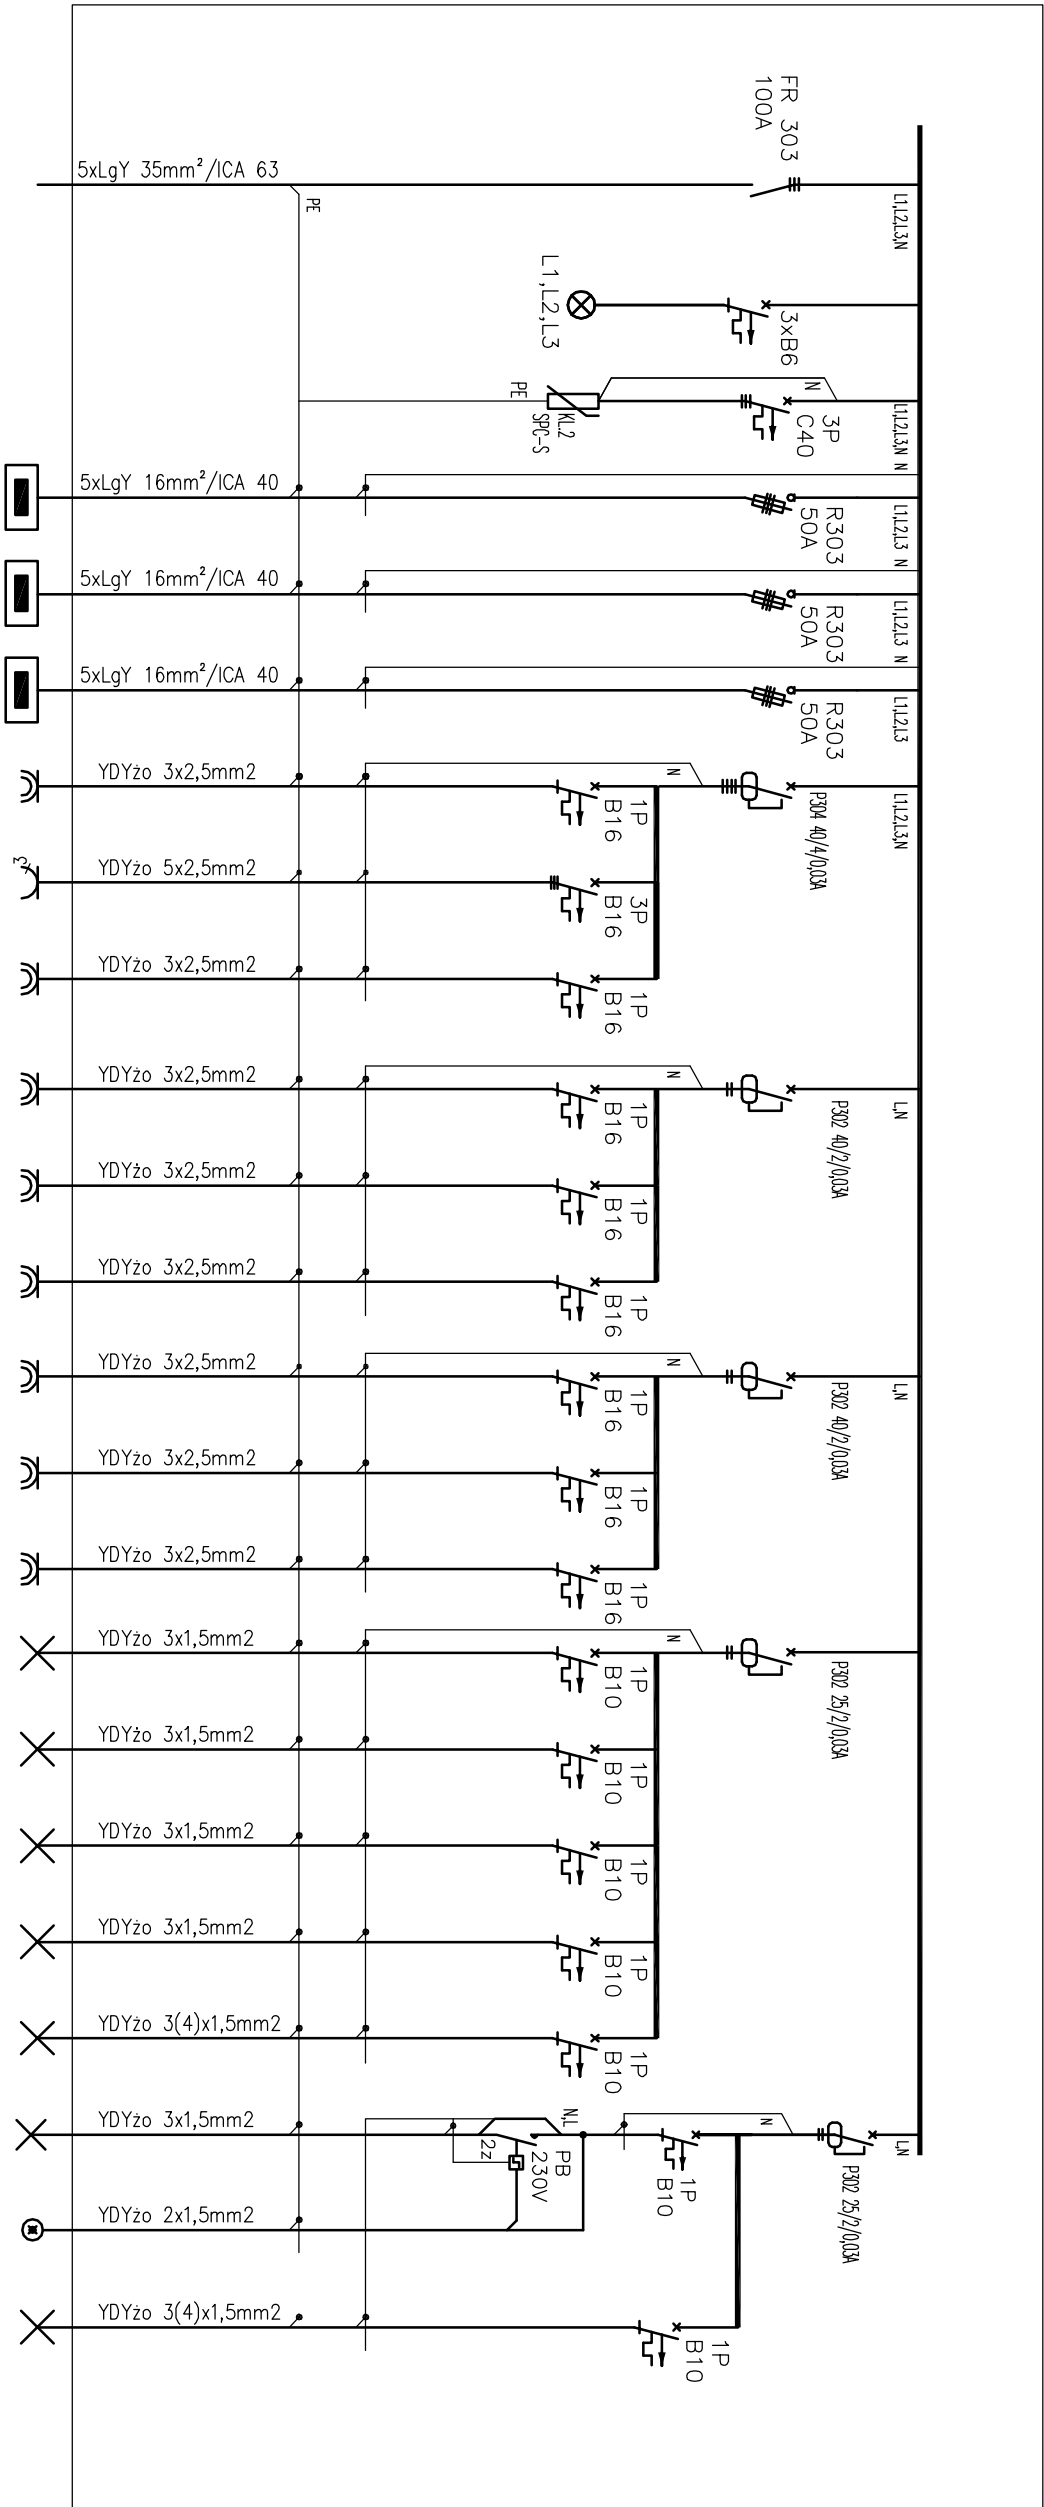 FR 303
100A
5xLgY 35mm²/ICA 63
PE
L1,L2,L3,N
3xB6
L1,L2,L3
N
3P
C40
PE
KL.2
SPC-S
L1,L2,L3,N
N
5xLgY 16mm²/ICA 40
R303
50A
L1,L2,L3
N
5xLgY 16mm²/ICA 40
R303
50A
L1,L2,L3
N
5xLgY 16mm²/ICA 40
R303
50A
L1,L2,L3
YDYżo 3x2,5mm2
1P
B16
N
P304 40/4/0,03A
L1,L2,L3,N
3
YDYżo 5x2,5mm2
3P
B16
YDYżo 3x2,5mm2
1P
B16
YDYżo 3x2,5mm2
1P
B16
N
P302 40/2/0,03A
L,N
YDYżo 3x2,5mm2
1P
B16
YDYżo 3x2,5mm2
1P
B16
YDYżo 3x2,5mm2
1P
B16
N
P302 40/2/0,03A
L,N
YDYżo 3x2,5mm2
1P
B16
YDYżo 3x2,5mm2
1P
B16
YDYżo 3x1,5mm2
1P
B10
N
P302 25/2/0,03A
YDYżo 3x1,5mm2
1P
B10
YDYżo 3x1,5mm2
1P
B10
YDYżo 3x1,5mm2
1P
B10
YDYżo 3(4)x1,5mm2
1P
B10
YDYżo 3x1,5mm2
N,L
PB
230V
2z
1P
B10
N
P302 25/2/0,03A
L,N
YDYżo 2x1,5mm2
YDYżo 3(4)x1,5mm2
1P
B10